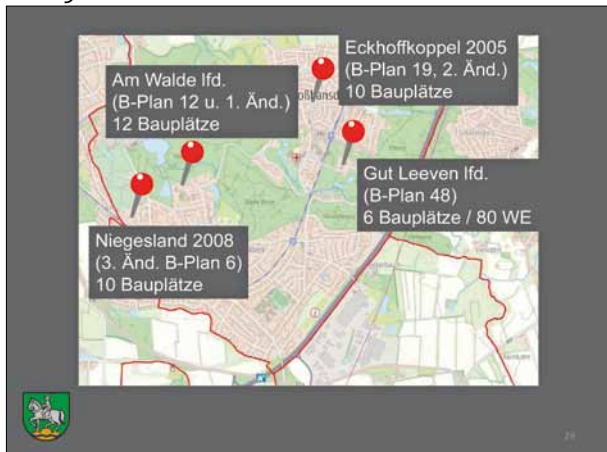 Eckhoffkoppel 2005
(B-Plan 19, 2. Änd.)
10 Bauplätze
Am Walde lfd.
(B-Plan 12 u. 1. Änd.)
12 Bauplätze
Gut Leeven lfd.
(B-Plan 48)
6 Bauplätze / 80 WE
Niegesland 2008
(3. Änd. B-Plan 6)
10 Bauplätze